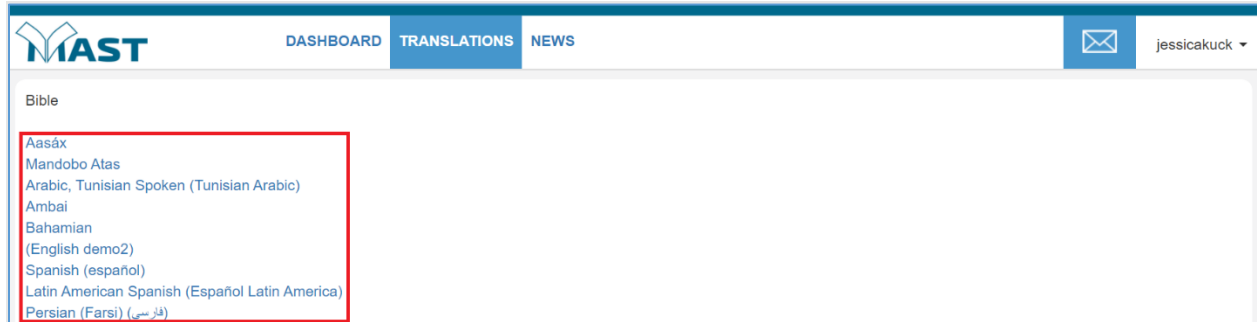 MAST DASHBOARD TRANSLATIONS NEWS jessicakuck
Bible
Aasáx
Mandobo Atas
Arabic, Tunisian Spoken (Tunisian Arabic)
Ambai
Bahamian
(English demo2)
Spanish (español)
Latin American Spanish (Español Latin America)
Persian (Farsi) (فارسی)